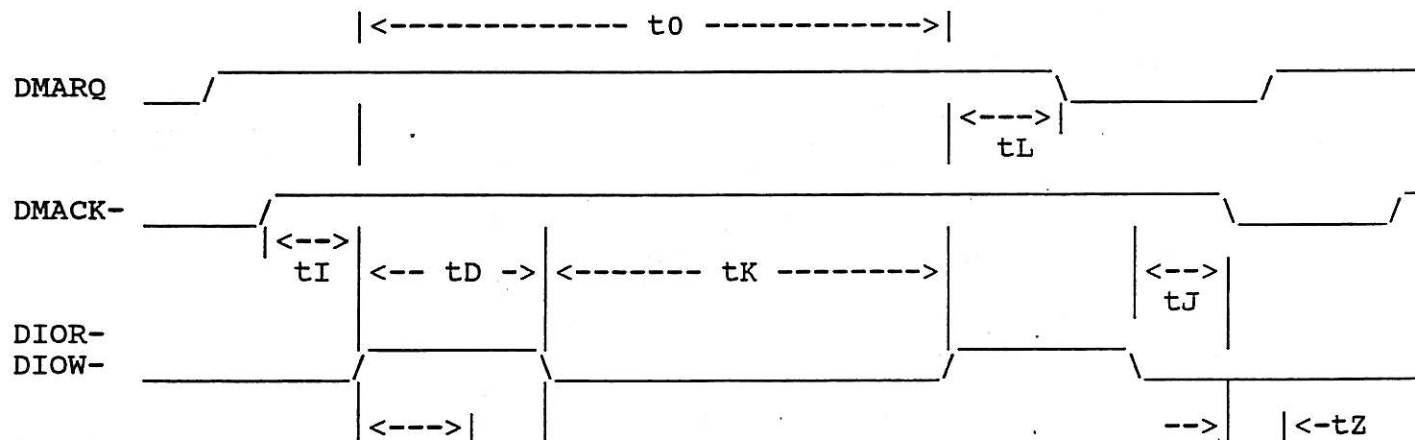 t0
DMARQ
tL
DMACK-
tI tD tK tJ
DIOR-
DIOW-
tZ